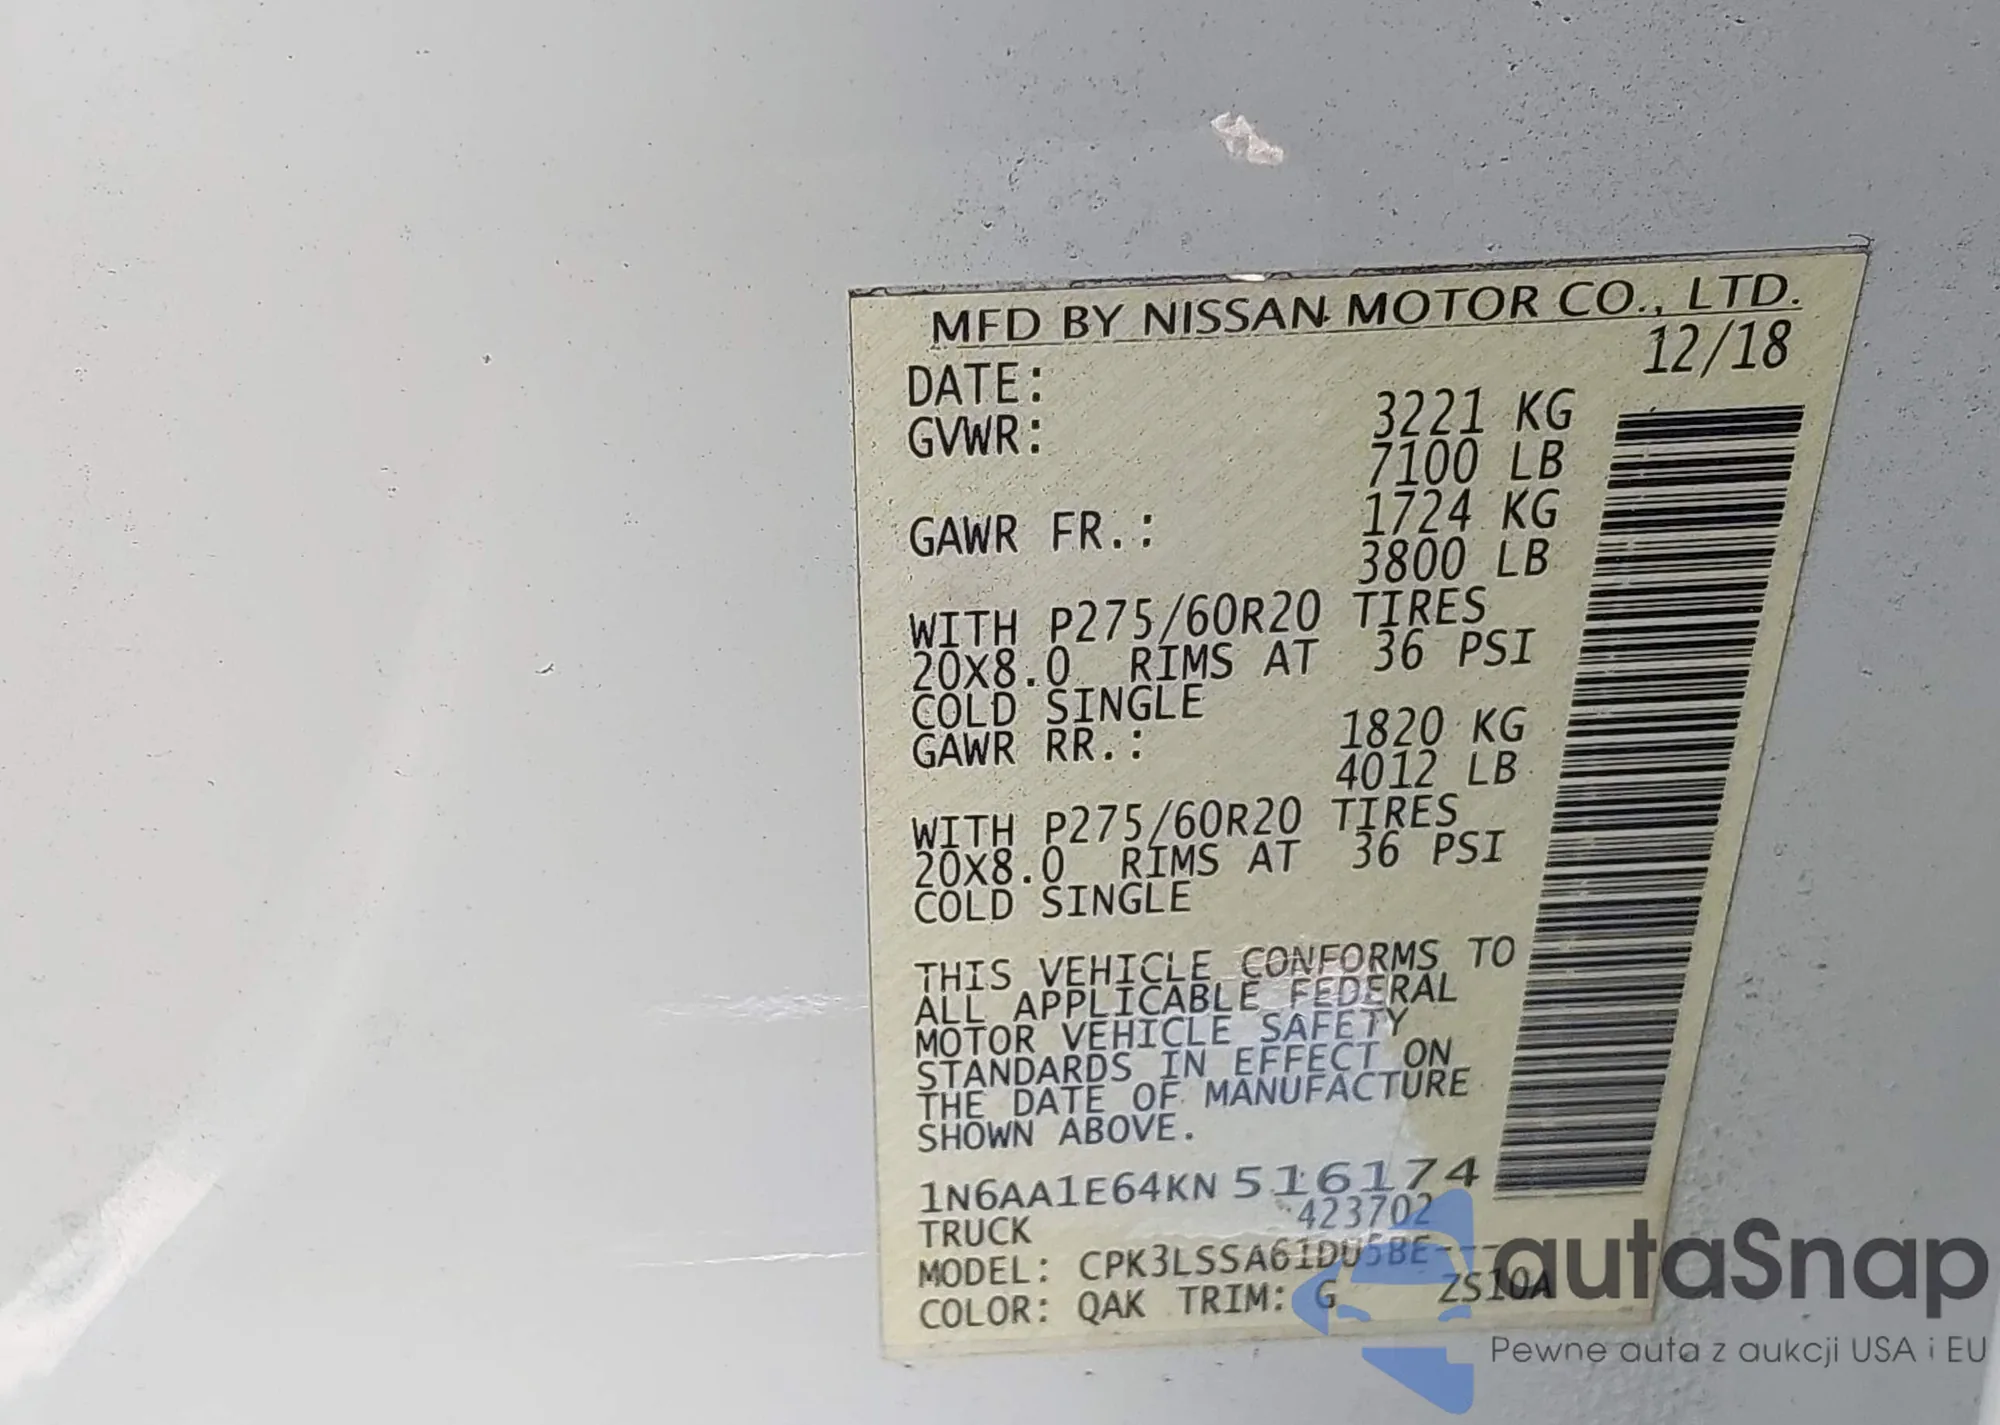 MFD BY NISSAN MOTOR CO., LTD.
DATE: 12/18
GVWR: 3221 KG
7100 LB
GAWR FR.: 1724 KG
3800 LB
WITH P275/60R20 TIRES
20X8.0 RIMS AT 36 PSI
COLD SINGLE
GAWR RR.: 1820 KG
4012 LB
WITH P275/60R20 TIRES
20X8.0 RIMS AT 36 PSI
COLD SINGLE
THIS VEHICLE CONFORMS TO
ALL APPLICABLE FEDERAL
MOTOR VEHICLE SAFETY
STANDARDS IN EFFECT ON
THE DATE OF MANUFACTURE
SHOWN ABOVE.
1N6AA1E64KN 516174
TRUCK 423702
MODEL: CPK3LSSA61DU5BE---
COLOR: QAK TRIM: G ZS10A
autaSnap
Pewne auta z aukcji USA i EU